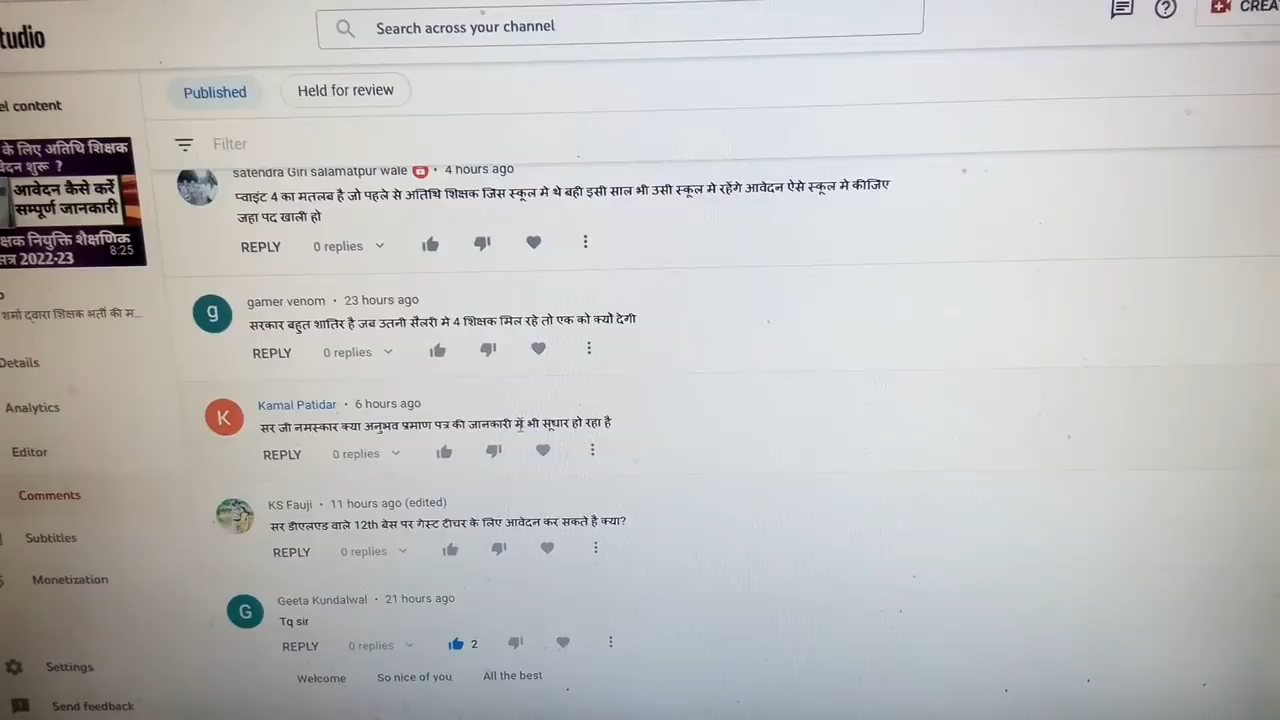 tudio
Search across your channel
CREA
el content
Published
Held for review
Filter
के लिए अतिथि शिक्षक
वेदन शुरू ?
आवेदन कैसे करें
सम्पूर्ण जानकारी
क्षक नियुक्ति शैक्षणिक
सत्र 2022-23
8:25
शर्मा द्वारा शिक्षक भर्ती की म...
Details
Analytics
Editor
Comments
Subtitles
Monetization
Settings
Send feedback
satendra Giri salamatpur wale • 4 hours ago
प्वाइंट 4 का मतलब है जो पहले से अतिथि शिक्षक जिस स्कूल मे थे बही इसी साल भी उसी स्कूल मे रहेंगे आवेदन ऐसे स्कूल मे कीजिए
जहा पद खाली हो
REPLY 0 replies
gamer venom • 23 hours ago
सरकार बहुत शातिर है जब उतनी सैलरी मे 4 शिक्षक मिल रहे तो एक को क्यों देगी
REPLY 0 replies
Kamal Patidar • 6 hours ago
सर जी नमस्कार क्या अनुभव प्रमाण पत्र की जानकारी में भी सूधार हो रहा है
REPLY 0 replies
KS Fauji • 11 hours ago (edited)
सर डीएलएड वाले 12th बेस पर गेस्ट टीचर के लिए आवेदन कर सकते है क्या?
REPLY 0 replies
Geeta Kundalwal • 21 hours ago
Tq sir
REPLY 0 replies 2
Welcome So nice of you All the best